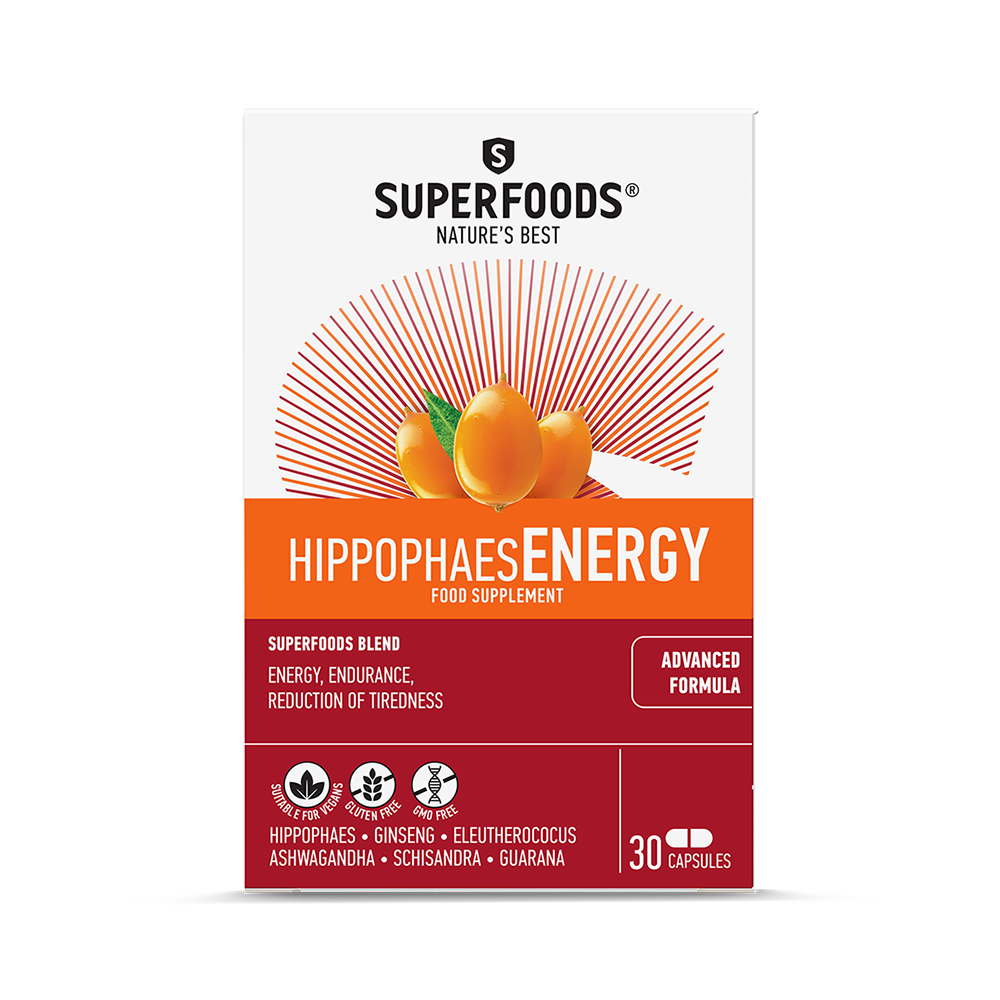 S
SUPERFOODS®
NATURE'S BEST
HIPPOPHAESENERGY
FOOD SUPPLEMENT
SUPERFOODS BLEND
ENERGY, ENDURANCE,
REDUCTION OF TIREDNESS
ADVANCED
FORMULA
SUITABLE FOR VEGANS
GLUTEN FREE
GMO FREE
HIPPOPHAES • GINSENG • ELEUTHEROCOCUS
ASHWAGANDHA • SCHISANDRA • GUARANA
30 CAPSULES